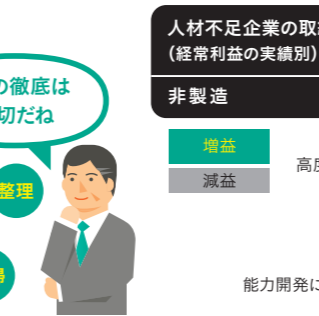 の徹底は
切だね
整理
人材不足企業の取
(経常利益の実績別)
非製造
増益
減益
高
能力開発に